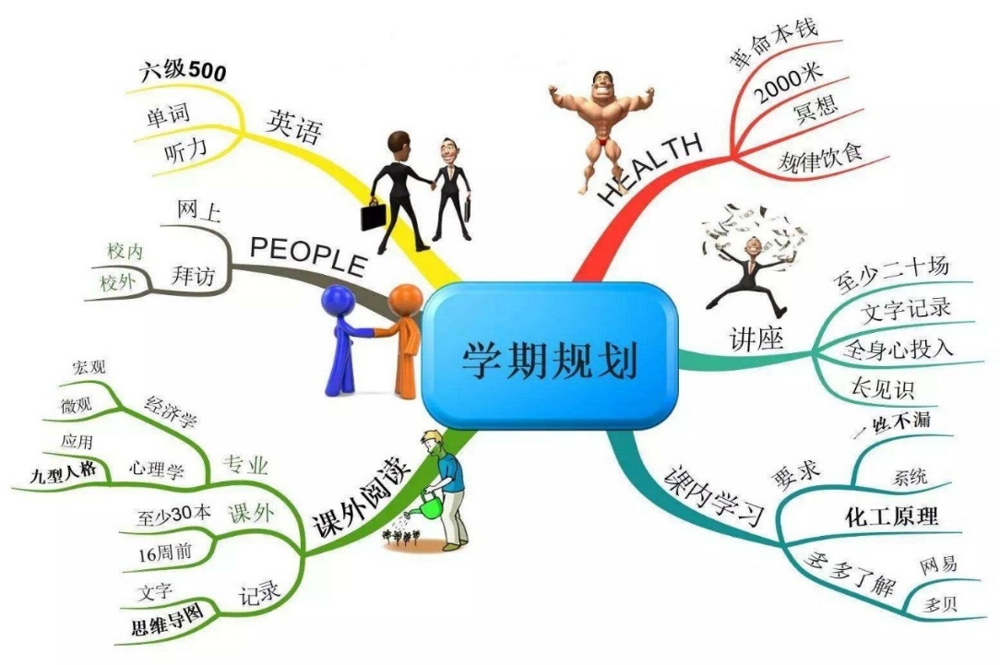 学期规划
HEALTH
革命本钱
2000米
冥想
规律饮食
讲座
至少二十场
文字记录
全身心投入
长见识
课内学习
要求
一丝不漏
系统
化工原理
多多了解
网易
多贝
课外阅读
专业
经济学
宏观
微观
心理学
应用
九型人格
课外
至少30本
16周前
记录
文字
思维导图
PEOPLE
网上
拜访
校内
校外
英语
六级500
单词
听力